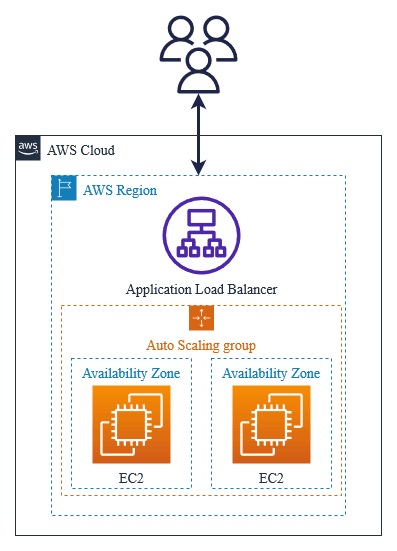 aws
AWS Cloud
AWS Region
Application Load Balancer
Auto Scaling group
Availability Zone
EC2
Availability Zone
EC2